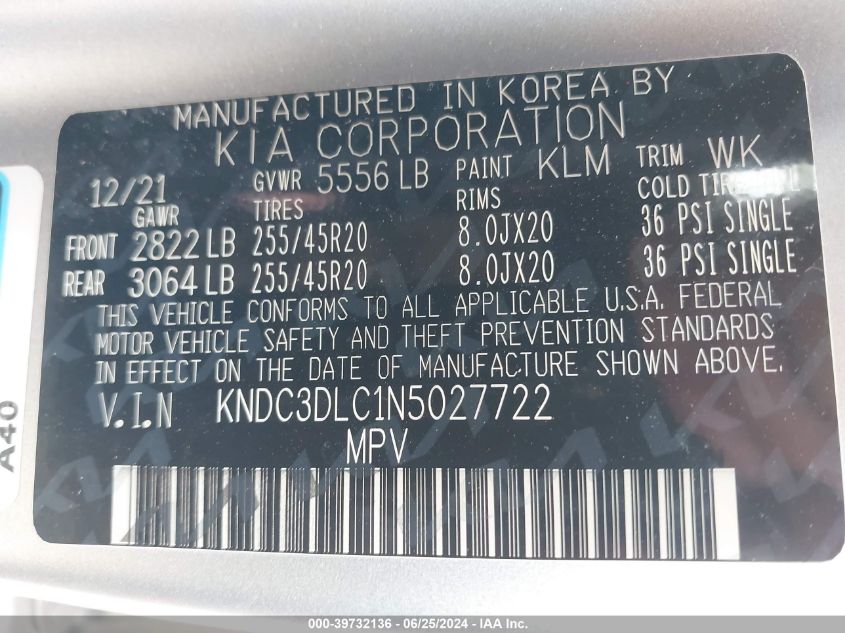 MANUFACTURED IN KOREA BY
KIA CORPORATION
12/21 GVWR 5556 LB PAINT KLM TRIM WK
GAWR TIRES RIMS COLD
FRONT 2822 LB 255/45R20 8.0JX20 36 PSI SINGLE
REAR 3064 LB 255/45R20 8.0JX20 36 PSI SINGLE
THIS VEHICLE CONFORMS TO ALL APPLICABLE U.S.A. FEDERAL
MOTOR VEHICLE SAFETY AND THEFT PREVENTION STANDARDS
IN EFFECT ON THE DATE OF MANUFACTURE SHOWN ABOVE.
V.I.N KNDC3DLC1N5027722
MPV
A40
000-39732136 - 06/25/2024 - IAA Inc.